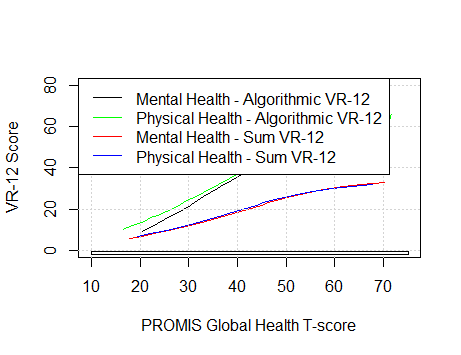 Mental Health - Algorithmic VR-12
Physical Health - Algorithmic VR-12
Mental Health - Sum VR-12
Physical Health - Sum VR-12
VR-12 Score
80
60
40
20
0
10 20 30 40 50 60 70
PROMIS Global Health T-score